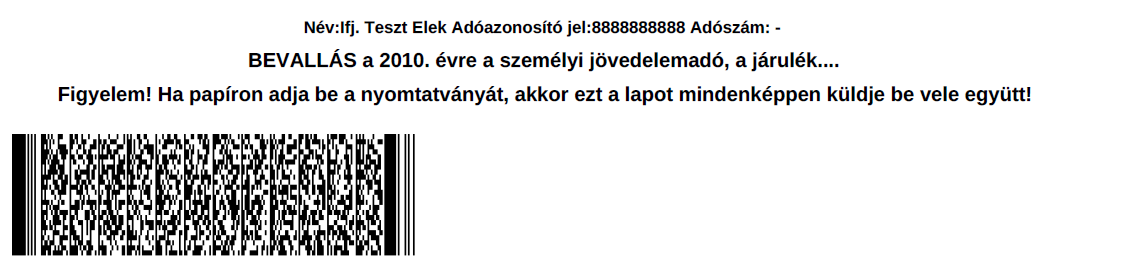 Név:Ifj. Teszt Elek Adóazonosító jel:8888888888 Adószám: -
BEVALLÁS a 2010. évre a személyi jövedelemadó, a járulék....
Figyelem! Ha papíron adja be a nyomtatványát, akkor ezt a lapot mindenképpen küldje be vele együtt!